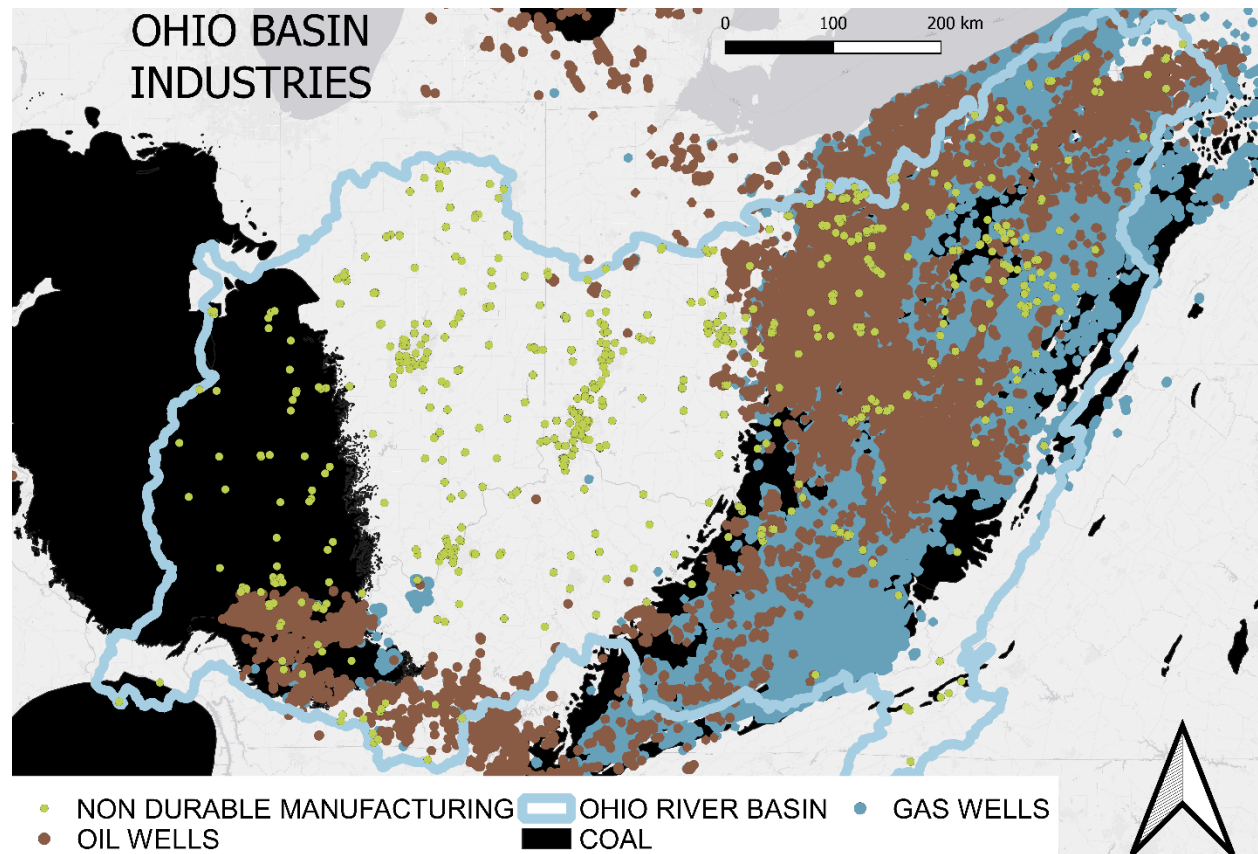 OHIO BASIN
INDUSTRIES
0 100 200 km
NON DURABLE MANUFACTURING OHIO RIVER BASIN GAS WELLS
OIL WELLS COAL